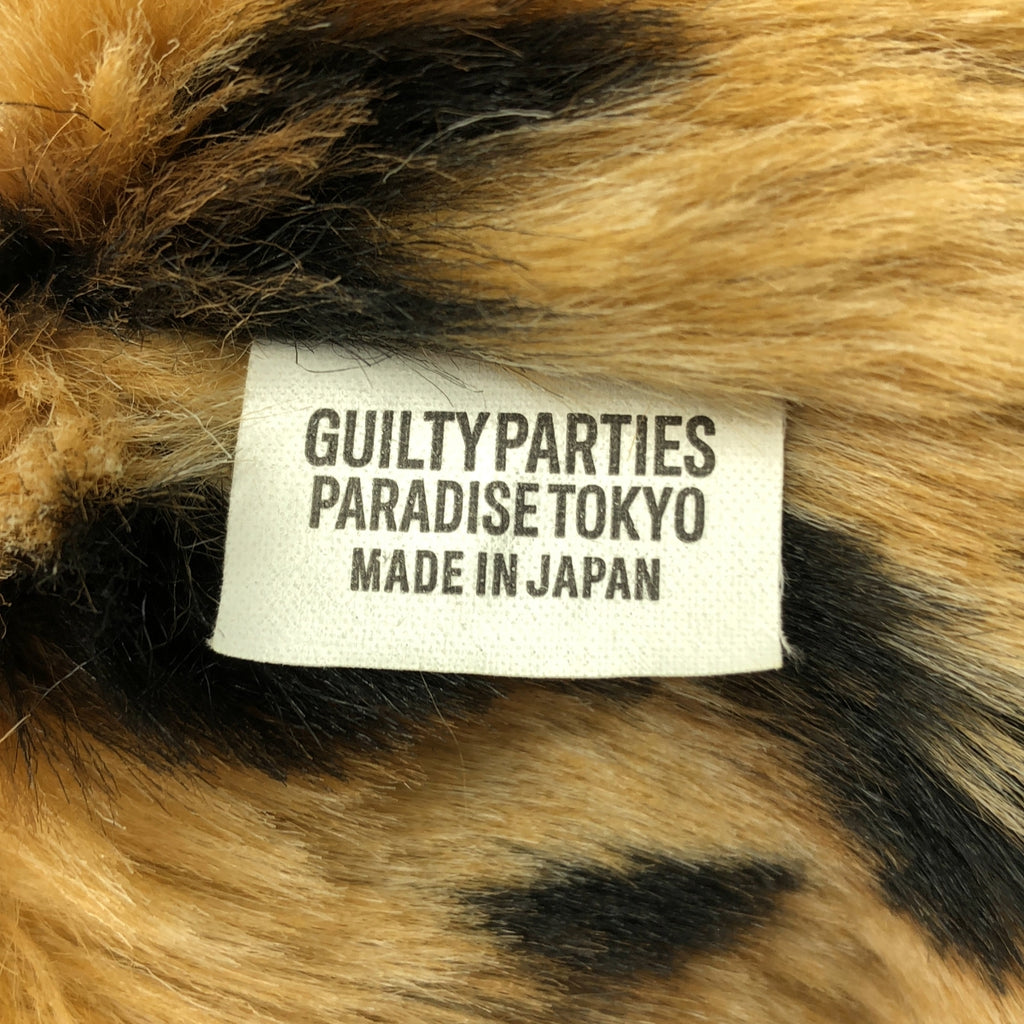 GUILTY PARTIES
PARADISE TOKYO
MADE IN JAPAN